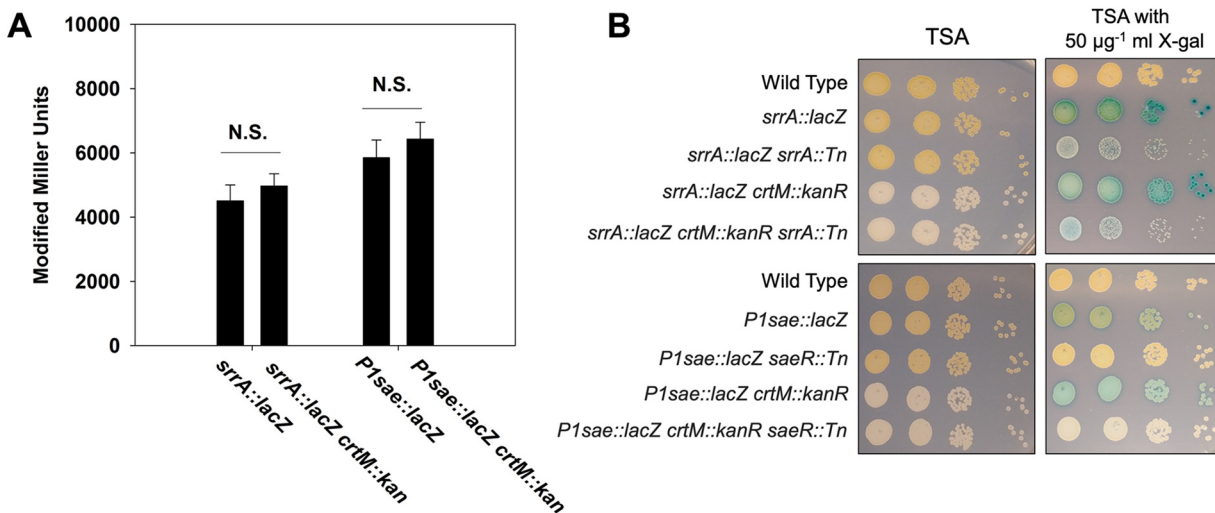 A
Modified Miller Units
10000
8000
6000
4000
2000
0
N.S.
N.S.
srrA::lacZ
srrA::lacZ crtM::kan
P1sae::lacZ
P1sae::lacZ crtM::kan
B
TSA
TSA with
50 µg⁻¹ ml X-gal
Wild Type
srrA::lacZ
srrA::lacZ srrA::Tn
srrA::lacZ crtM::kanR
srrA::lacZ crtM::kanR srrA::Tn
Wild Type
P1sae::lacZ
P1sae::lacZ saeR::Tn
P1sae::lacZ crtM::kanR
P1sae::lacZ crtM::kanR saeR::Tn